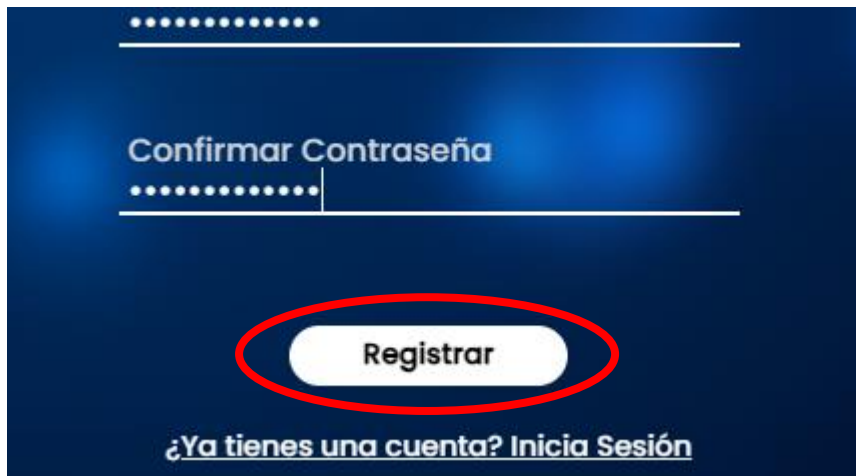 •••••••••••••
Confirmar Contraseña
•••••••••••••
Registrar
¿Ya tienes una cuenta? Inicia Sesión